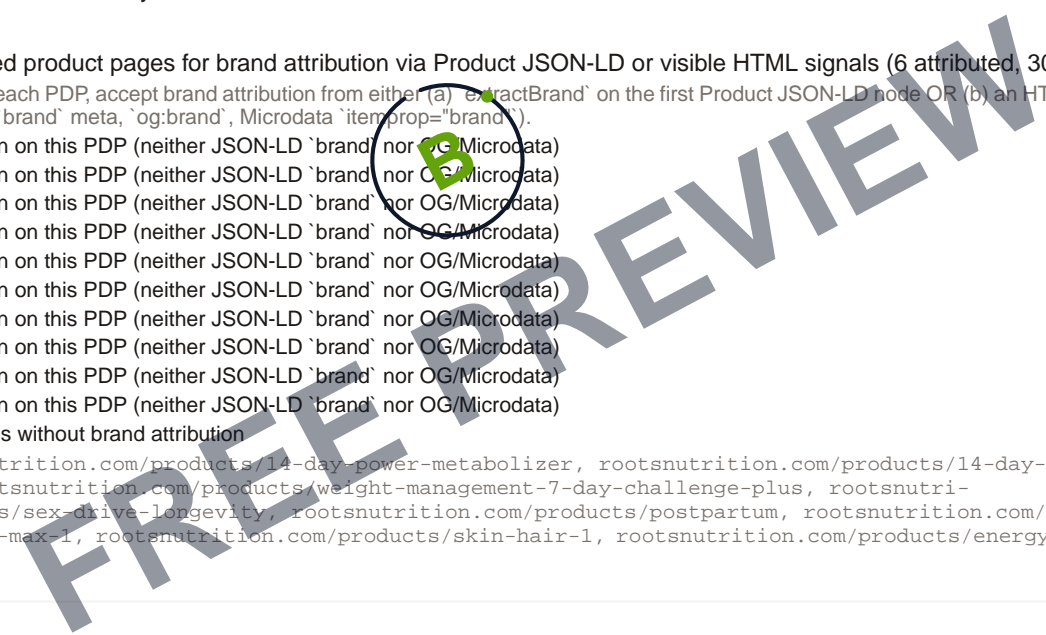 ed product pages for brand attribution via Product JSON-LD or visible HTML signals (6 attributed, 30
each PDP, accept brand attribution from either (a) `extractBrand` on the first Product JSON-LD node OR (b) an HT
`brand` meta, `og:brand`, Microdata `itemprop="brand"`).
n on this PDP (neither JSON-LD `brand` nor OG/Microdata)
n on this PDP (neither JSON-LD `brand` nor OG/Microdata)
n on this PDP (neither JSON-LD `brand` nor OG/Microdata)
n on this PDP (neither JSON-LD `brand` nor OG/Microdata)
n on this PDP (neither JSON-LD `brand` nor OG/Microdata)
n on this PDP (neither JSON-LD `brand` nor OG/Microdata)
n on this PDP (neither JSON-LD `brand` nor OG/Microdata)
n on this PDP (neither JSON-LD `brand` nor OG/Microdata)
n on this PDP (neither JSON-LD `brand` nor OG/Microdata)
n on this PDP (neither JSON-LD `brand` nor OG/Microdata)
s without brand attribution
trition.com/products/14-day-power-metabolizer, rootsnutrition.com/products/14-day-
tsnutrition.com/products/weight-management-7-day-challenge-plus, rootsnutri-
s/sex-drive-longevity, rootsnutrition.com/products/postpartum, rootsnutrition.com/
-max-1, rootsnutrition.com/products/skin-hair-1, rootsnutrition.com/products/energy
B
FREE PREVIEW